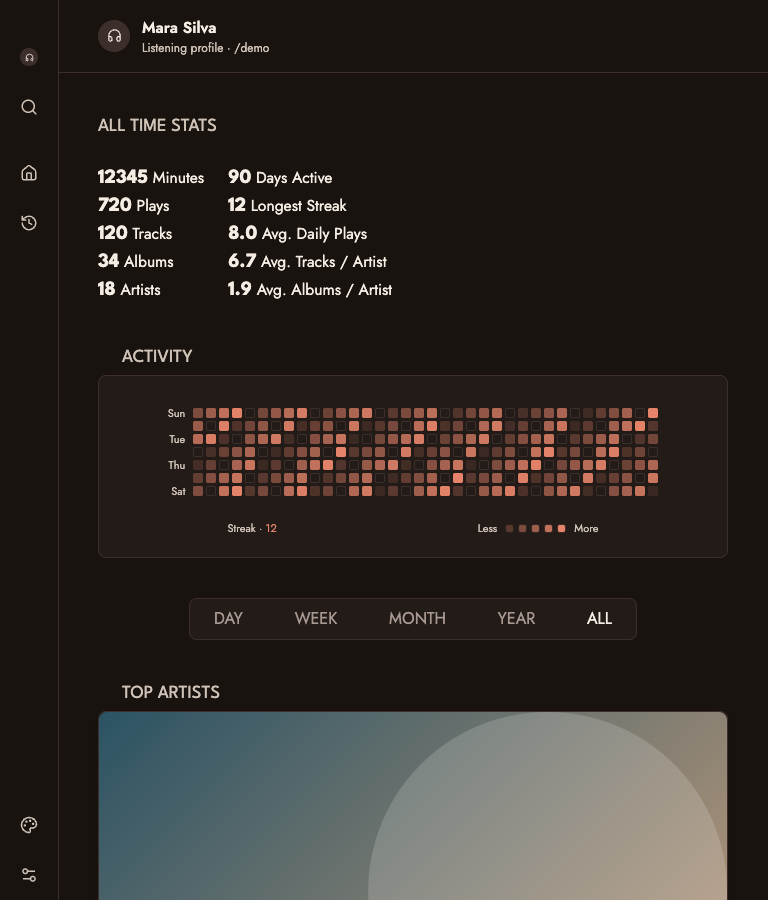 Mara Silva
Listening profile · /demo
ALL TIME STATS
12345 Minutes
720 Plays
120 Tracks
34 Albums
18 Artists
90 Days Active
12 Longest Streak
8.0 Avg. Daily Plays
6.7 Avg. Tracks / Artist
1.9 Avg. Albums / Artist
ACTIVITY
Sun
Tue
Thu
Sat
Streak · 12
Less More
DAY WEEK MONTH YEAR ALL
TOP ARTISTS